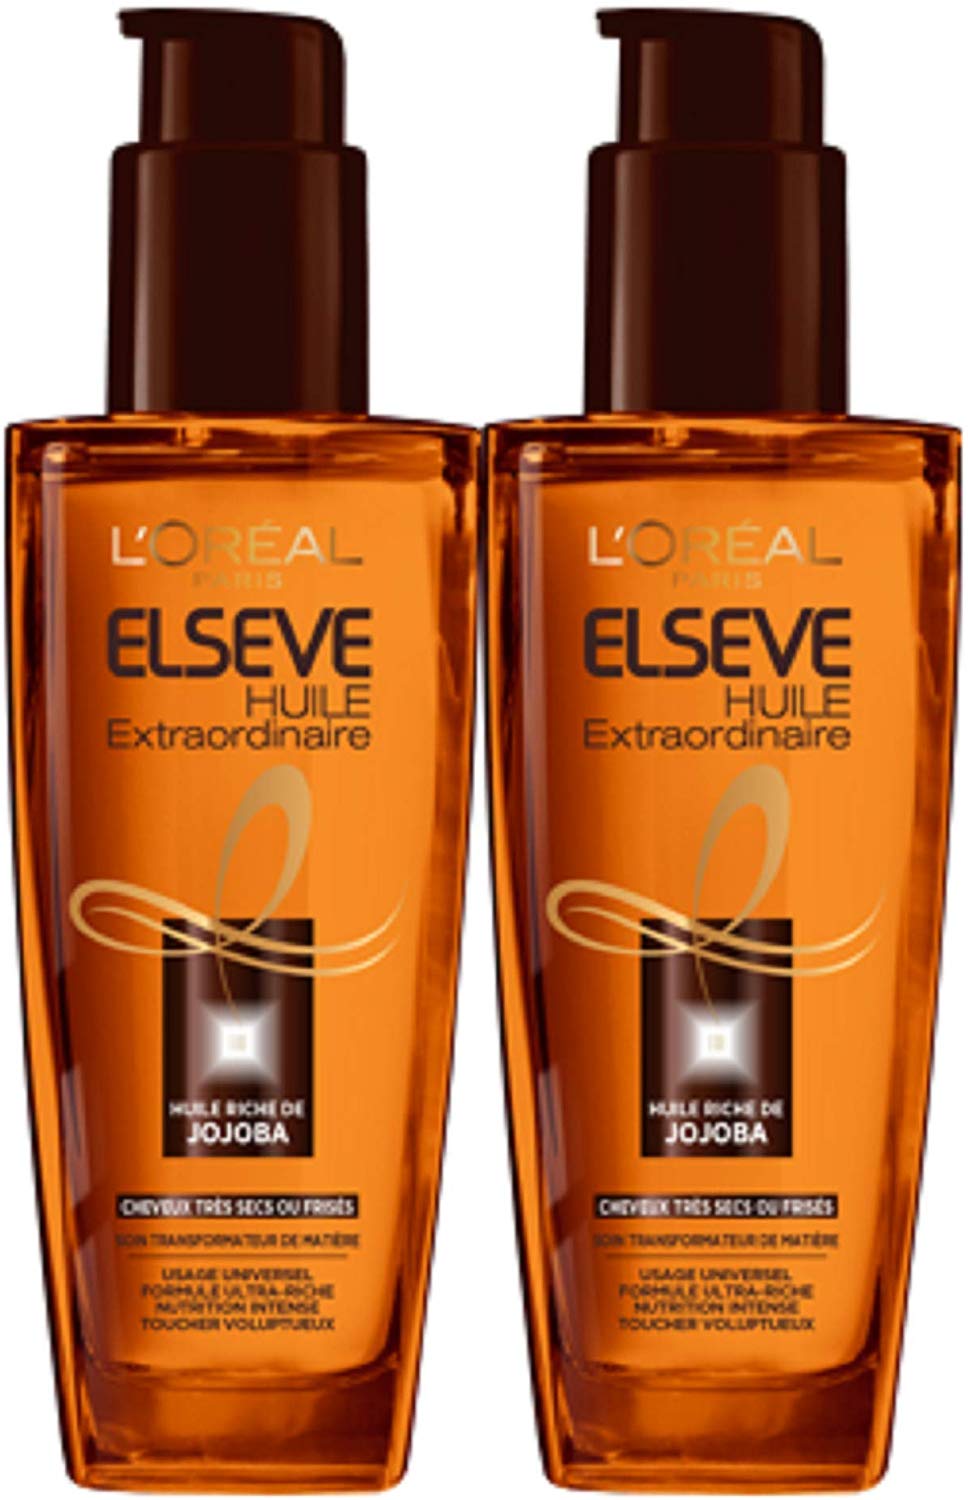 L'ORÉAL
PARIS
ELSEVE
HUILE
Extraordinaire
HUILE RICHE DE
JOJOBA
CHEVEUX TRÈS SECS OU FRISÉS
SOIN TRANSFORMATEUR DE MATIÈRE
USAGE UNIVERSEL
FORMULE ULTRA-RICHE
NUTRITION INTENSE
TOUCHER VOLUPTUEUX
L'ORÉAL
PARIS
ELSEVE
HUILE
Extraordinaire
HUILE RICHE DE
JOJOBA
CHEVEUX TRÈS SECS OU FRISÉS
SOIN TRANSFORMATEUR DE MATIÈRE
USAGE UNIVERSEL
FORMULE ULTRA-RICHE
NUTRITION INTENSE
TOUCHER VOLUPTUEUX